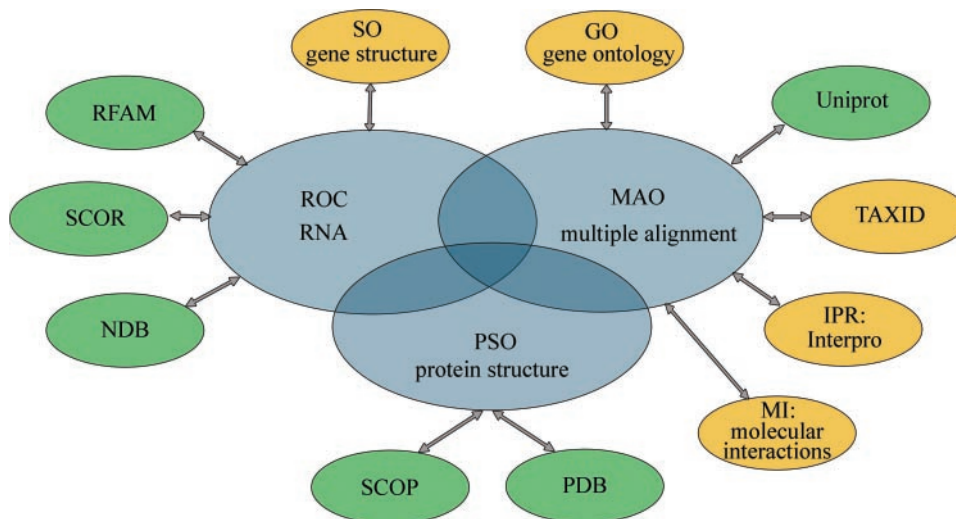 SO
gene structure
GO
gene ontology
RFAM
Uniprot
ROC
RNA
MAO
multiple alignment
SCOR
TAXID
NDB
IPR:
Interpro
PSO
protein structure
MI:
molecular
interactions
SCOP
PDB